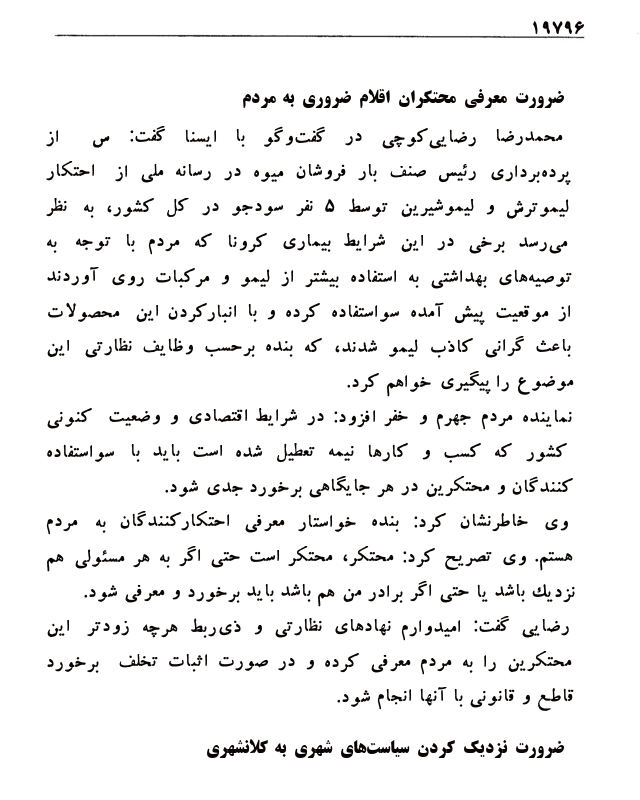 ۱۹۷۹۶
ضرورت معرفی محتکران اقلام ضروری به مردم
محمدرضا رضایی‌کوچی در گفت‌وگو با ایسنا گفت: س از
پرده‌برداری رئیس صنف بار فروشان میوه در رسانه ملی از احتکار
لیموترش و لیموشیرین توسط ۵ نفر سودجو در کل کشور، به نظر
می‌رسد برخی در این شرایط بیماری کرونا که مردم با توجه به
توصیه‌های بهداشتی به استفاده بیشتر از لیمو و مرکبات روی آوردند
از موقعیت پیش آمده سواستفاده کرده و با انبارکردن این محصولات
باعث گرانی کاذب لیمو شدند، که بنده برحسب وظایف نظارتی این
موضوع را پیگیری خواهم کرد.
نماینده مردم جهرم و خفر افزود: در شرایط اقتصادی و وضعیت کنونی
کشور که کسب و کارها نیمه تعطیل شده است باید با سواستفاده
کنندگان و محتکرین در هر جایگاهی برخورد جدی شود.
وی خاطرنشان کرد: بنده خواستار معرفی احتکارکنندگان به مردم
هستم. وی تصریح کرد: محتکر، محتکر است حتی اگر به هر مسئولی هم
نزدیك باشد یا حتی اگر برادر من هم باشد باید برخورد و معرفی شود.
رضایی گفت: امیدوارم نهادهای نظارتی و ذی‌ربط هرچه زودتر این
محتکرین را به مردم معرفی کرده و در صورت اثبات تخلف برخورد
قاطع و قانونی با آنها انجام شود.
ضرورت نزدیک کردن سیاست‌های شهری به کلانشهری